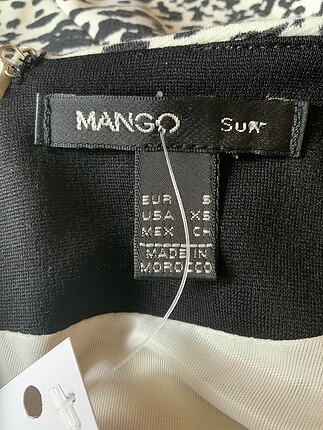 MANGO Suit
EUR S
USA XS
MEX CH
MADE IN
MOROCCO